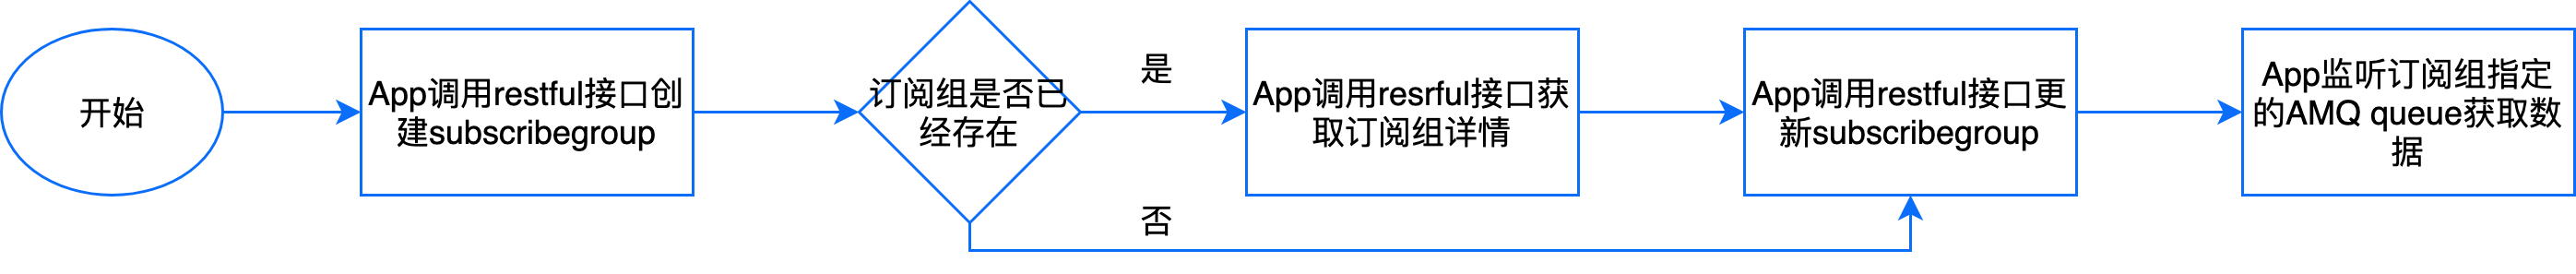 开始
App调用restful接口创
建subscribegroup
订阅组是否已
经存在
是
否
App调用resrful接口获
取订阅组详情
App调用restful接口更
新subscribegroup
App监听订阅组指定
的AMQ queue获取数
据